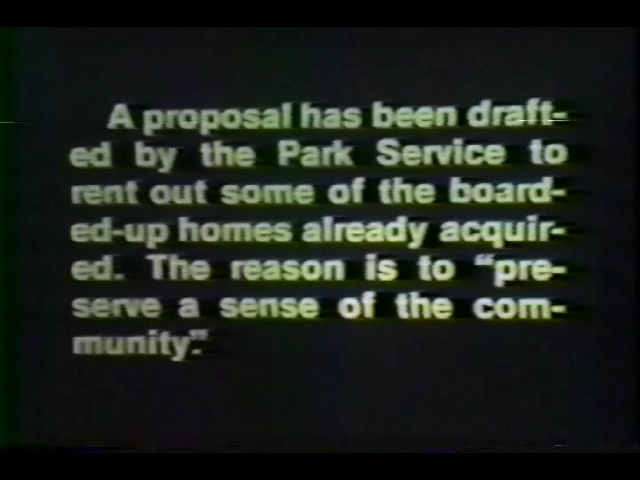 A proposal has been draft-
ed by the Park Service to
rent out some of the board-
ed-up homes already acquir-
ed. The reason is to "pre-
serve a sense of the com-
munity".